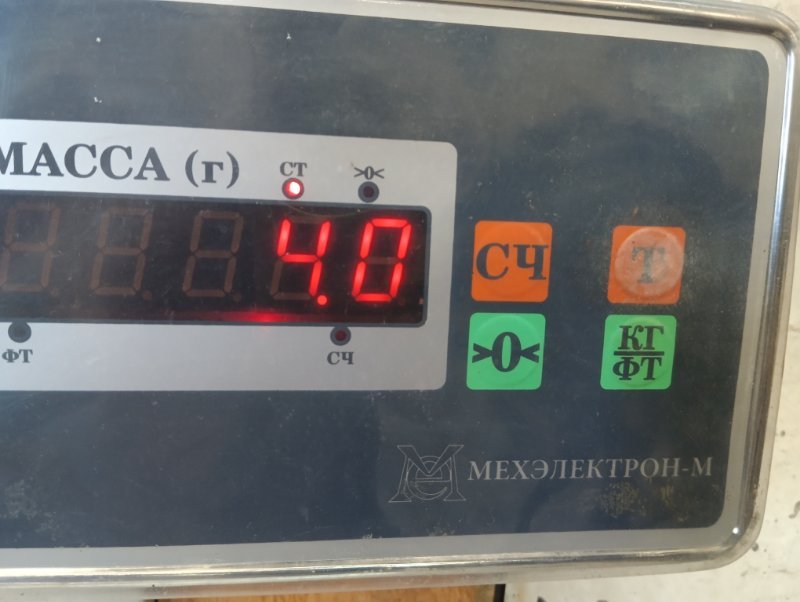 МАССА (г)
СТ >0<
4.0
ФТ СЧ
СЧ Т
>0< КГ
ФТ
МЕХЭЛЕКТРОН-М